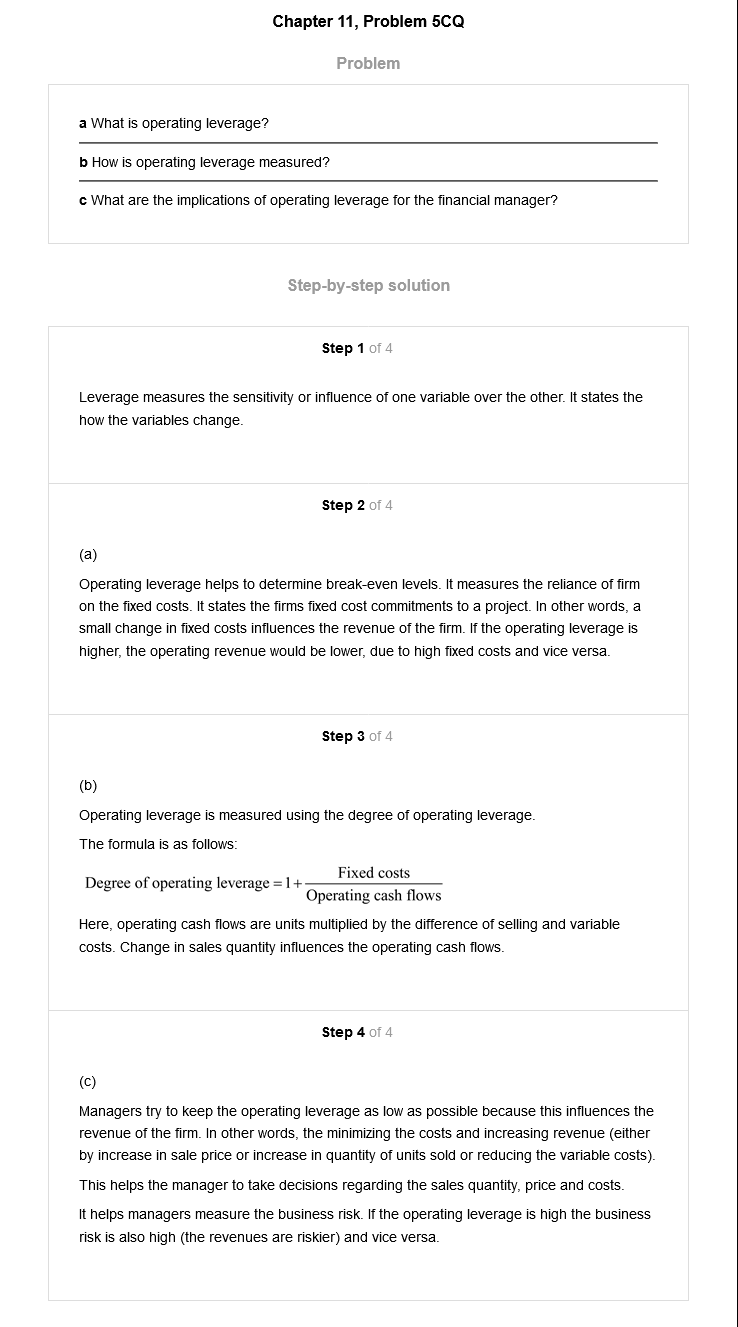 Chapter 11, Problem 5CQ
Problem
a What is operating leverage?
b How is operating leverage measured?
c What are the implications of operating leverage for the financial manager?
Step-by-step solution
Step 1 of 4
Leverage measures the sensitivity or influence of one variable over the other. It states the
how the variables change.
Step 2 of 4
(a)
Operating leverage helps to determine break-even levels. It measures the reliance of firm
on the fixed costs. It states the firms fixed cost commitments to a project. In other words, a
small change in fixed costs influences the revenue of the firm. If the operating leverage is
higher, the operating revenue would be lower, due to high fixed costs and vice versa.
Step 3 of 4
(b)
Operating leverage is measured using the degree of operating leverage.
The formula is as follows:
Degree of operating leverage = 1 + Fixed costs / Operating cash flows
Here, operating cash flows are units multiplied by the difference of selling and variable
costs. Change in sales quantity influences the operating cash flows.
Step 4 of 4
(c)
Managers try to keep the operating leverage as low as possible because this influences the
revenue of the firm. In other words, the minimizing the costs and increasing revenue (either
by increase in sale price or increase in quantity of units sold or reducing the variable costs).
This helps the manager to take decisions regarding the sales quantity, price and costs.
It helps managers measure the business risk. If the operating leverage is high the business
risk is also high (the revenues are riskier) and vice versa.